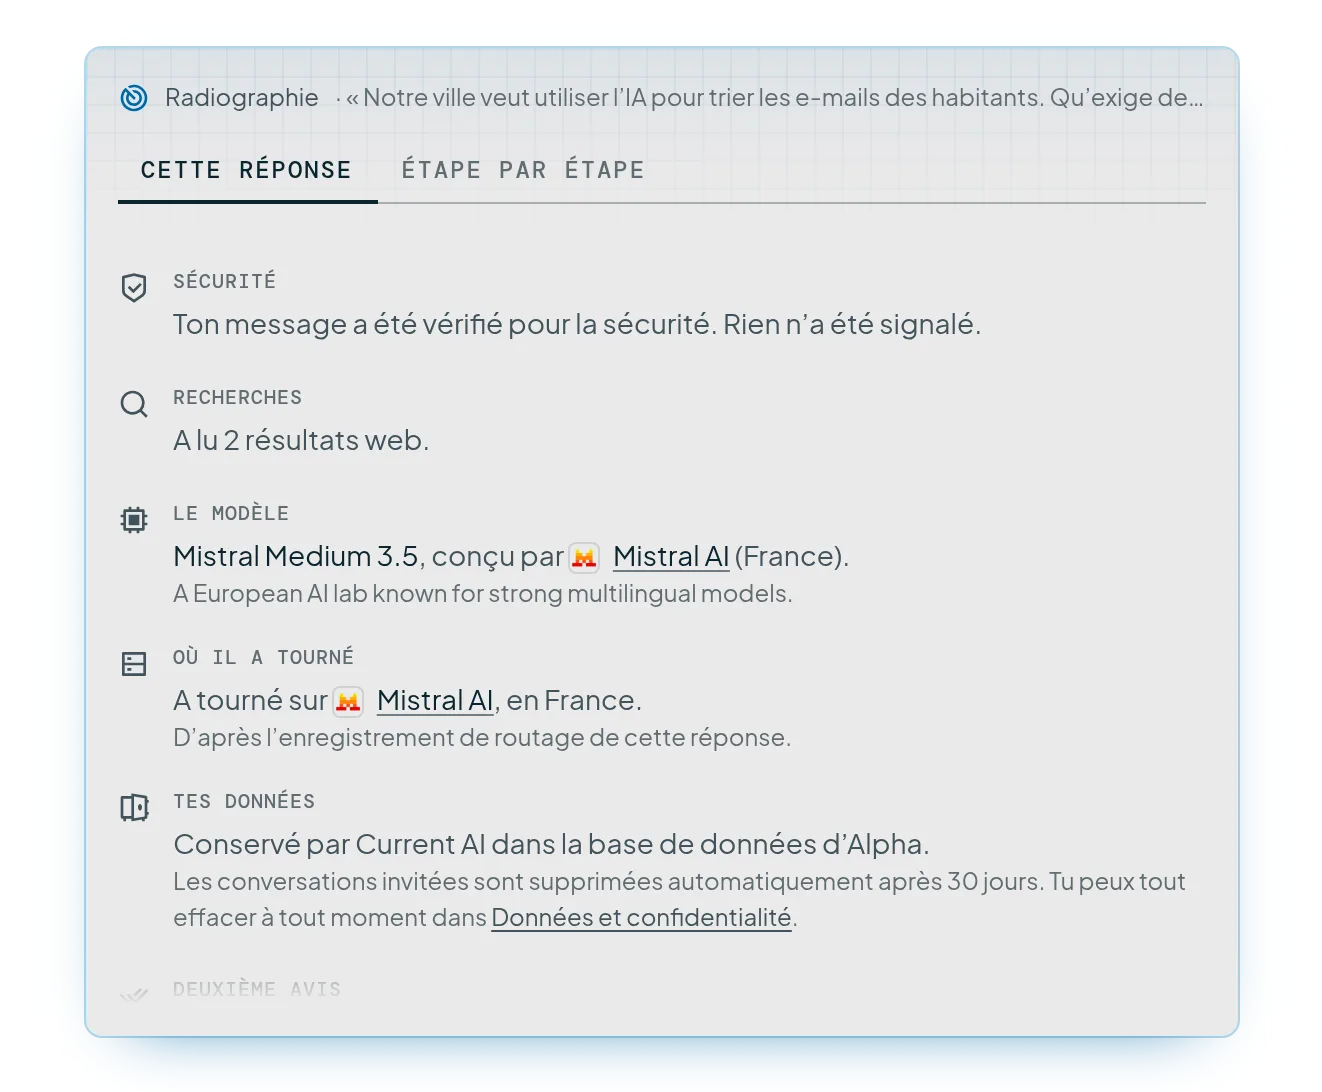 Radiographie · « Notre ville veut utiliser l’IA pour trier les e-mails des habitants. Qu’exige de…
CETTE RÉPONSE ÉTAPE PAR ÉTAPE
SÉCURITÉ
Ton message a été vérifié pour la sécurité. Rien n’a été signalé.
RECHERCHES
A lu 2 résultats web.
LE MODÈLE
Mistral Medium 3.5, conçu par Mistral AI (France).
A European AI lab known for strong multilingual models.
OÙ IL A TOURNÉ
A tourné sur Mistral AI, en France.
D’après l’enregistrement de routage de cette réponse.
TES DONNÉES
Conservé par Current AI dans la base de données d’Alpha.
Les conversations invitées sont supprimées automatiquement après 30 jours. Tu peux tout
effacer à tout moment dans Données et confidentialité.
DEUXIÈME AVIS